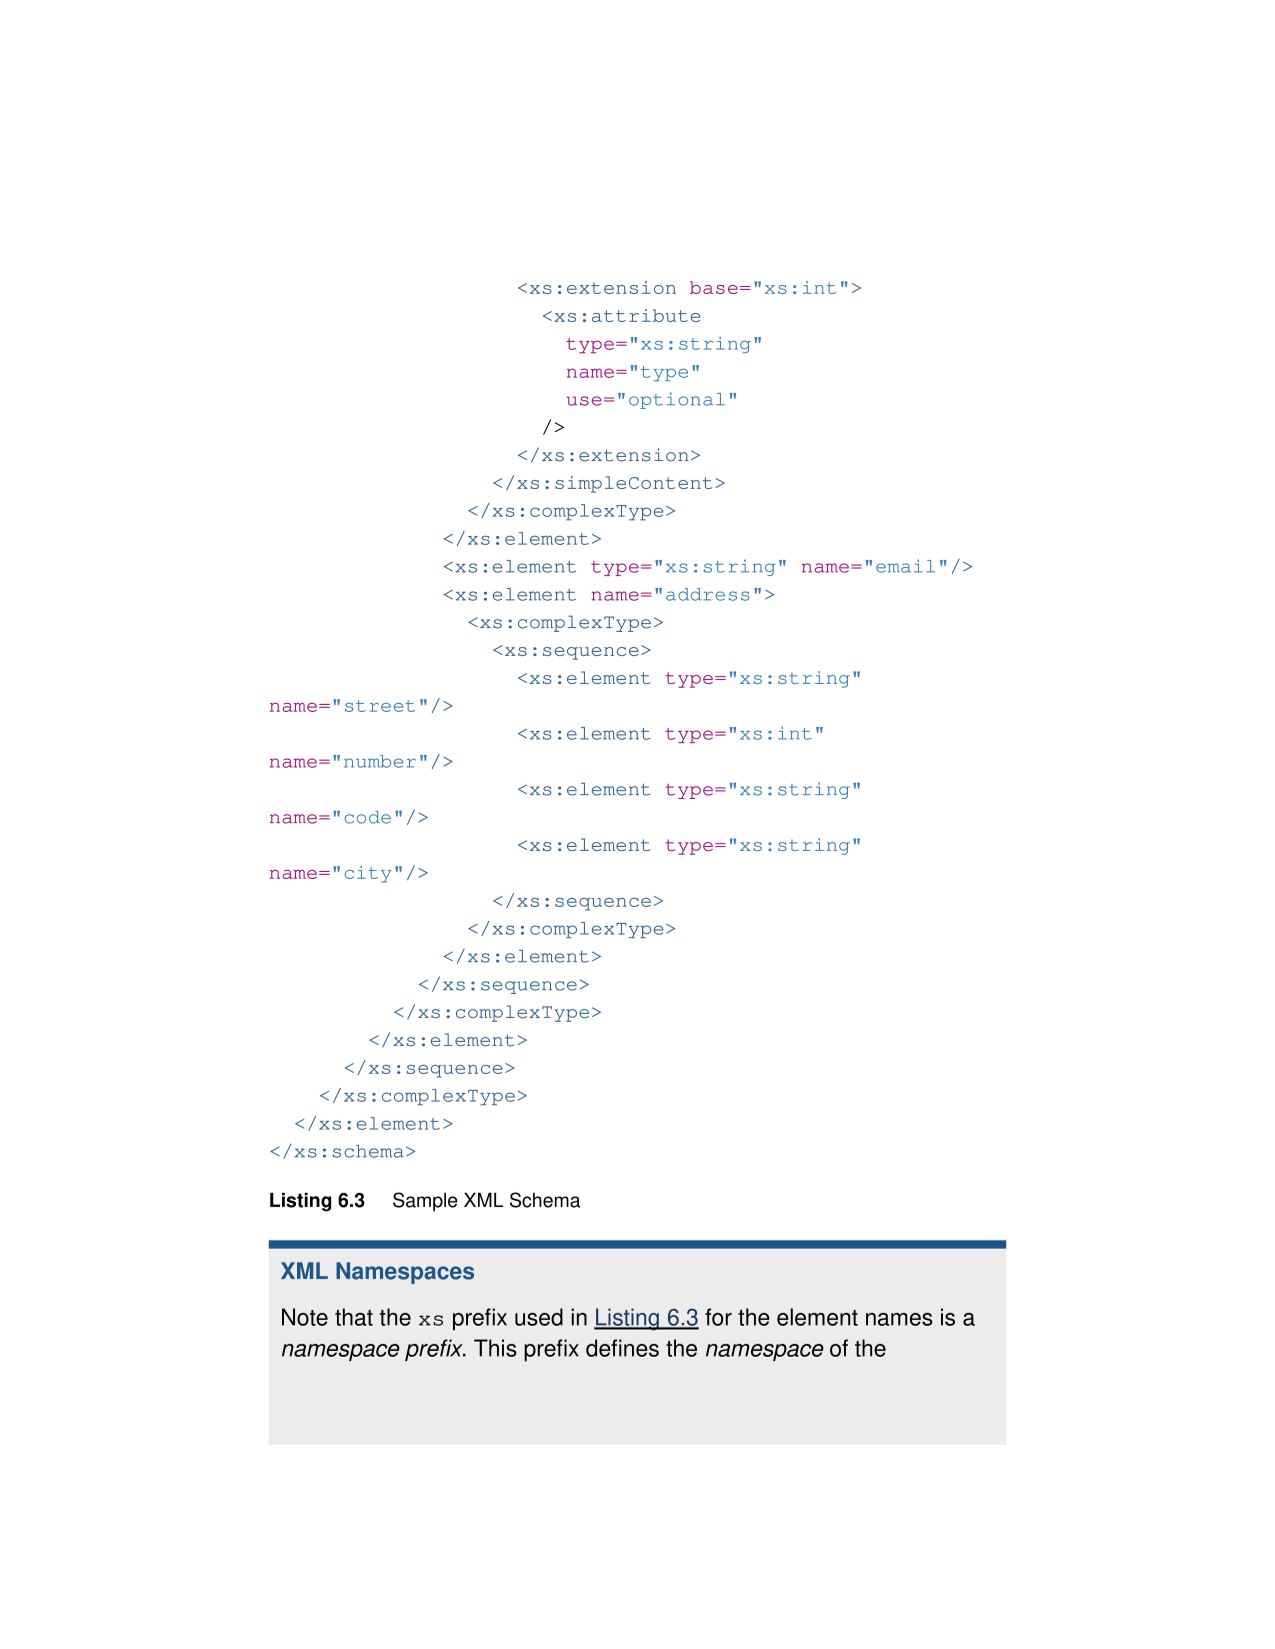 <xs:extension base="xs:int">
<xs:attribute
type="xs:string"
name="type"
use="optional"
/>
</xs:extension>
</xs:simpleContent>
</xs:complexType>
</xs:element>
<xs:element type="xs:string" name="email"/>
<xs:element name="address">
<xs:complexType>
<xs:sequence>
<xs:element type="xs:string"
name="street"/>
<xs:element type="xs:int"
name="number"/>
<xs:element type="xs:string"
name="code"/>
<xs:element type="xs:string"
name="city"/>
</xs:sequence>
</xs:complexType>
</xs:element>
</xs:sequence>
</xs:complexType>
</xs:element>
</xs:sequence>
</xs:complexType>
</xs:element>
</xs:schema>
Listing 6.3 Sample XML Schema
XML Namespaces
Note that the xs prefix used in Listing 6.3 for the element names is a
namespace prefix. This prefix defines the namespace of the